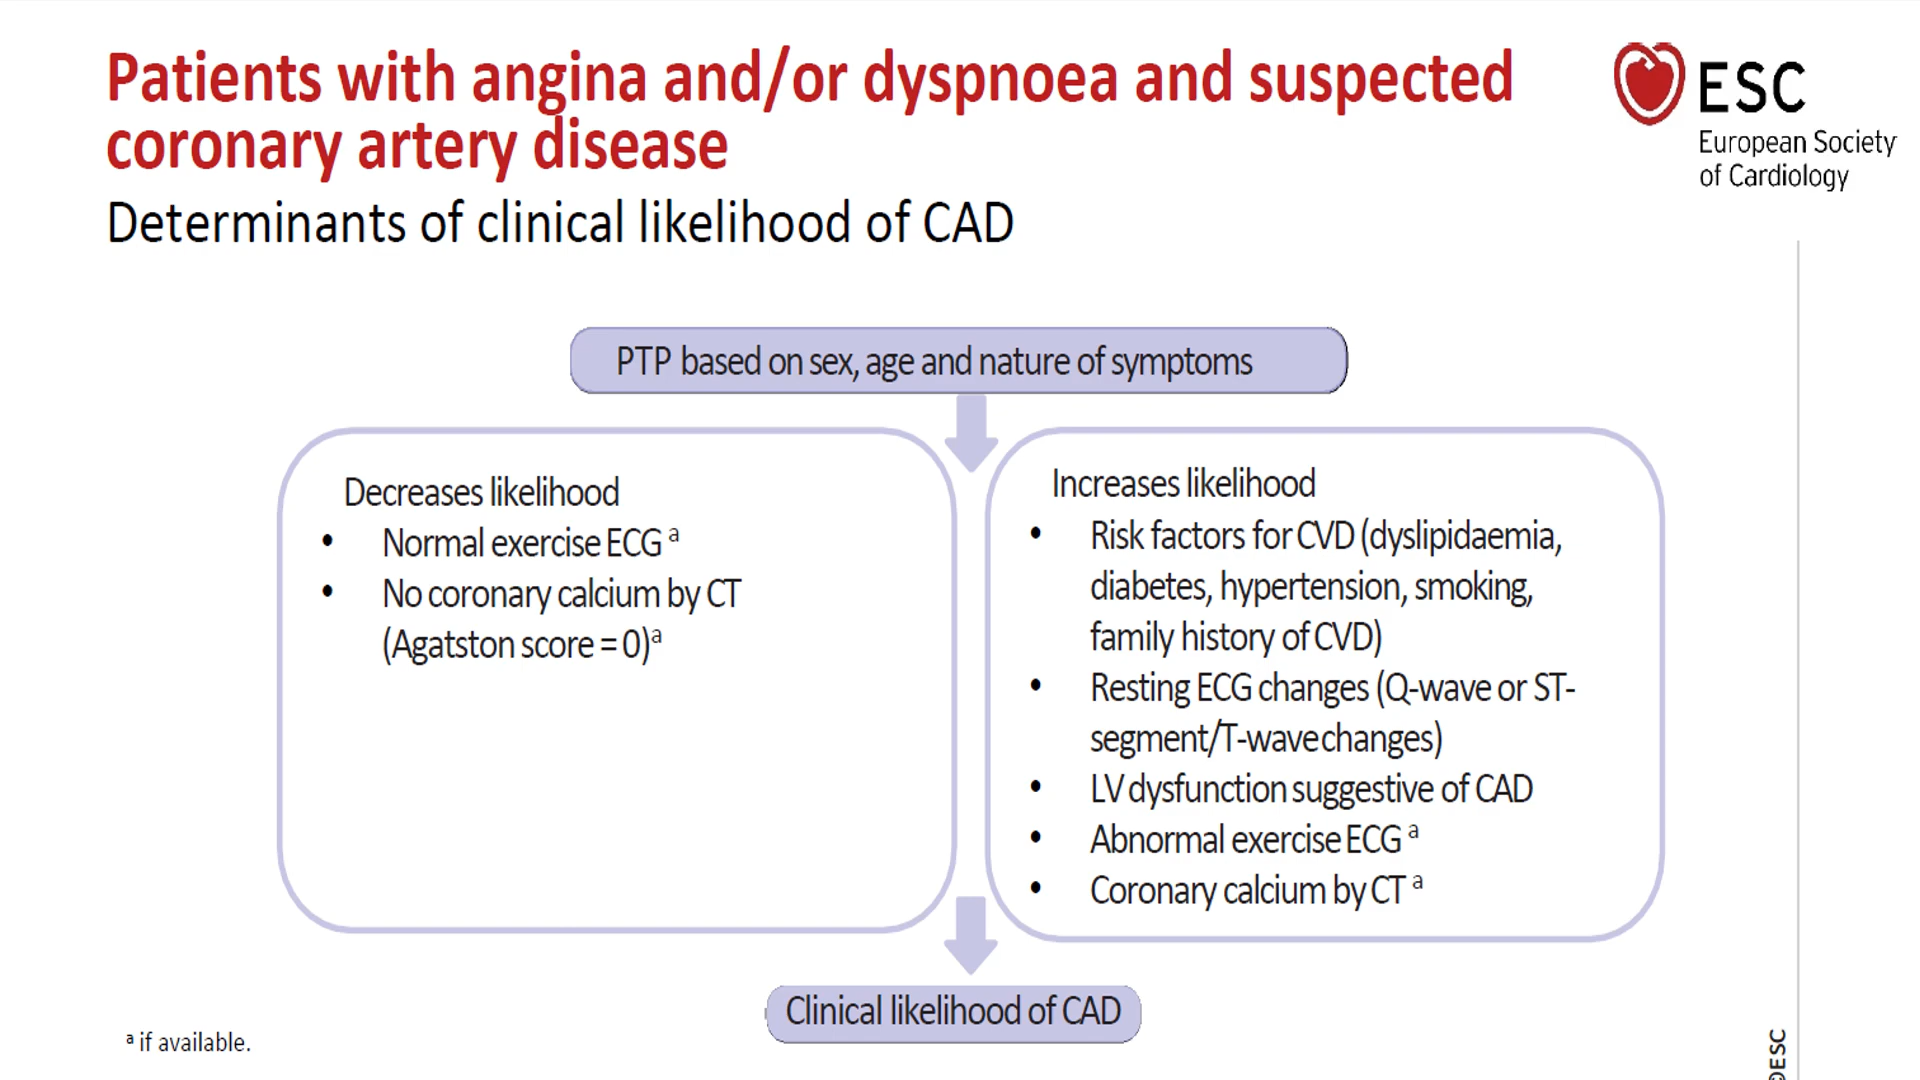 Patients with angina and/or dyspnoea and suspected
coronary artery disease
Determinants of clinical likelihood of CAD
ESC
European Society
of Cardiology
PTP based on sex, age and nature of symptoms
Decreases likelihood
• Normal exercise ECG a
• No coronary calcium by CT
(Agatston score = 0)a
Increases likelihood
• Risk factors for CVD (dyslipidaemia,
diabetes, hypertension, smoking,
family history of CVD)
• Resting ECG changes (Q-wave or ST-
segment/T-wave changes)
• LV dysfunction suggestive of CAD
• Abnormal exercise ECG a
• Coronary calcium by CT a
Clinical likelihood of CAD
a if available.
©ESC